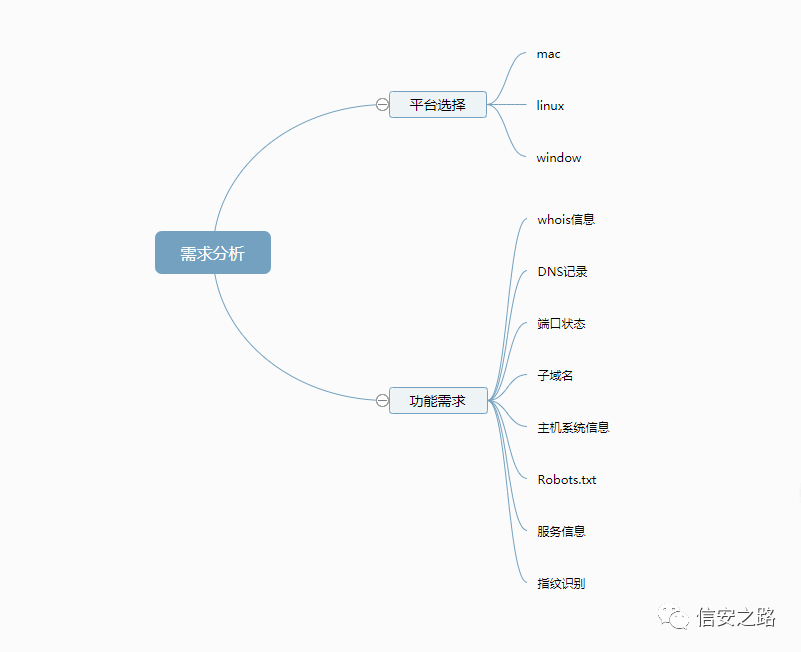 需求分析
平台选择
mac
linux
window
功能需求
whois信息
DNS记录
端口状态
子域名
主机系统信息
Robots.txt
服务信息
指纹识别
信安之路